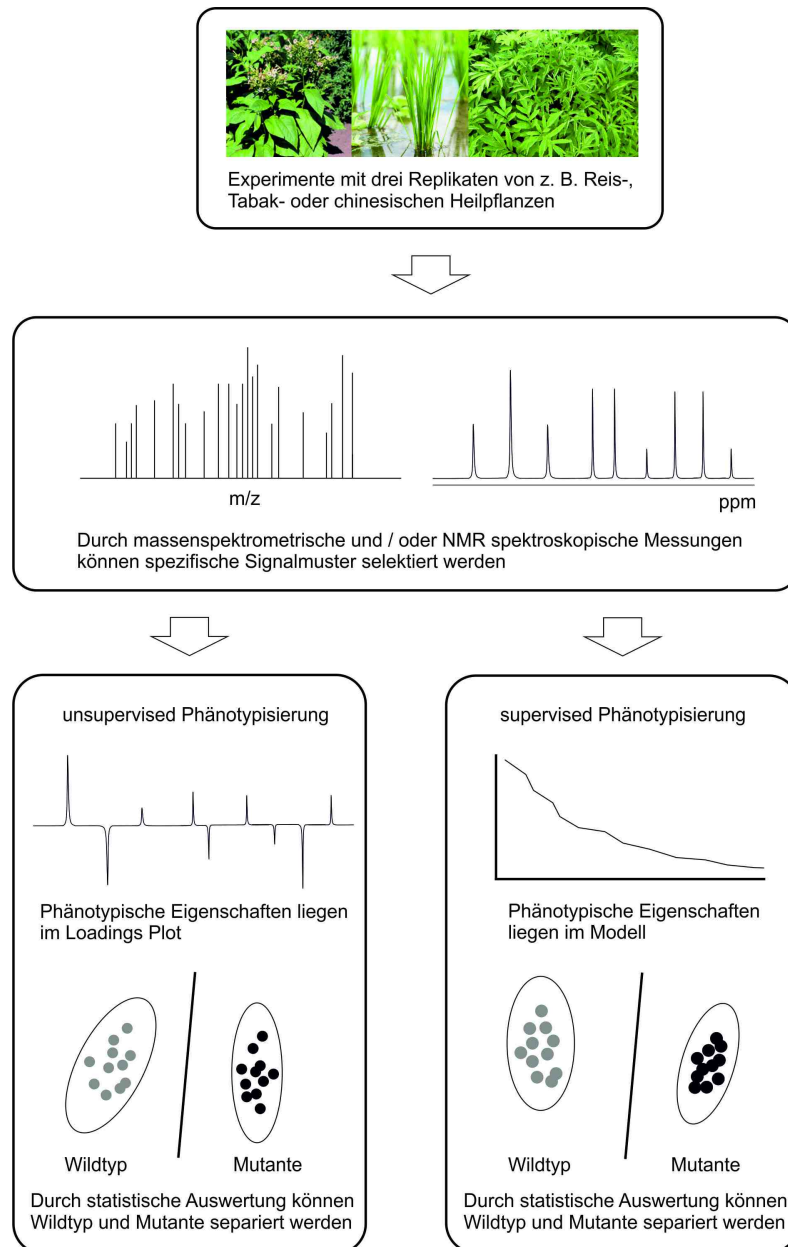 Experimente mit drei Replikaten von z. B. Reis-,
Tabak- oder chinesischen Heilpflanzen
m/z
ppm
Durch massenspektrometrische und / oder NMR spektroskopische Messungen
können spezifische Signalmuster selektiert werden
unsupervised Phänotypisierung
Phänotypische Eigenschaften liegen
im Loadings Plot
Wildtyp
Mutante
Durch statistische Auswertung können
Wildtyp und Mutante separiert werden
supervised Phänotypisierung
Phänotypische Eigenschaften
liegen im Modell
Wildtyp
Mutante
Durch statistische Auswertung können
Wildtyp und Mutante separiert werden